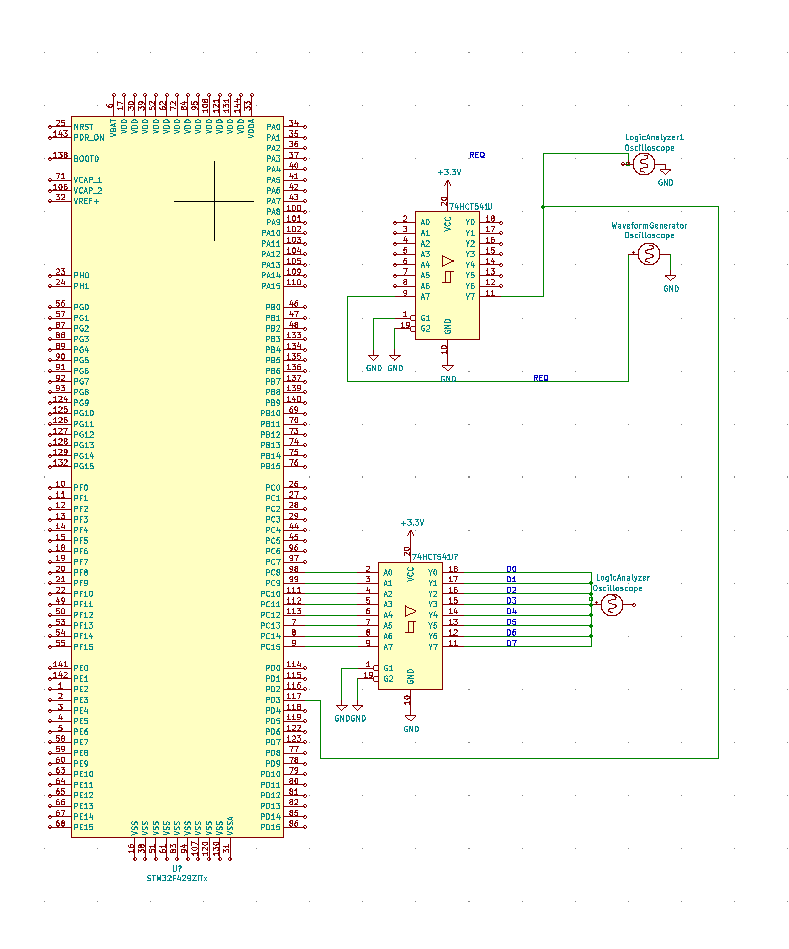 6 17 30 39 52 62 72 84 95 108 121 131 144 33
VBAT VDD VDD VDD VDD VDD VDD VDD VDD VDD VDD VDD VDD VDDA
25 NRST PA0 34
143 PDR_ON PA1 35
PA2 36
138 BOOT0 PA3 37
PA4 40
71 VCAP_1 PA5 41
106 VCAP_2 PA6 42
32 VREF+ PA7 43
PA8 100
PA9 101
PA10 102
PA11 103
PA12 104
PA13 105
23 PH0 PA14 109
24 PH1 PA15 110
56 PG0 PB0 46
57 PG1 PB1 47
87 PG2 PB2 48
88 PG3 PB3 133
89 PG4 PB4 134
90 PG5 PB5 135
91 PG6 PB6 136
92 PG7 PB7 137
93 PG8 PB8 139
124 PG9 PB9 140
125 PG10 PB10 69
126 PG11 PB11 70
127 PG12 PB12 73
128 PG13 PB13 74
129 PG14 PB14 75
132 PG15 PB15 76
10 PF0 PC0 26
11 PF1 PC1 27
12 PF2 PC2 28
13 PF3 PC3 29
14 PF4 PC4 44
15 PF5 PC5 45
18 PF6 PC6 96
19 PF7 PC7 97
20 PF8 PC8 98
21 PF9 PC9 99
22 PF10 PC10 111
49 PF11 PC11 112
50 PF12 PC12 113
53 PF13 PC13 7
54 PF14 PC14 8
55 PF15 PC15 9
141 PE0 PD0 114
142 PE1 PD1 115
1 PE2 PD2 116
2 PE3 PD3 117
3 PE4 PD4 118
4 PE5 PD5 119
5 PE6 PD6 122
58 PE7 PD7 123
59 PE8 PD8 77
60 PE9 PD9 78
63 PE10 PD10 79
64 PE11 PD11 80
65 PE12 PD12 81
66 PE13 PD13 82
67 PE14 PD14 85
68 PE15 PD15 86
VSS VSS VSS VSS VSS VSS VSS VSS VSS VSSA
16 38 51 61 83 94 107 120 130 31
U?
STM32F429ZITx
REQ
+3.3V
20
74HCT541U
VCC
2 A0 Y0 18
3 A1 Y1 17
4 A2 Y2 16
5 A3 Y3 15
6 A4 Y4 14
7 A5 Y5 13
8 A6 Y6 12
9 A7 Y7 11
1 G1
19 G2
GND
10
GND GND GND
GND
REQ
LogicAnalyzer1
Oscilloscope
GND
WaveformGenerator
Oscilloscope
GND
+3.3V
20
74HCT541U?
VCC
2 A0 Y0 18 D0
3 A1 Y1 17 D1
4 A2 Y2 16 D2
5 A3 Y3 15 D3
6 A4 Y4 14 D4
7 A5 Y5 13 D5
8 A6 Y6 12 D6
9 A7 Y7 11 D7
1 G1
19 G2
GND
10
GND GND
GND
LogicAnalyzer
Oscilloscope